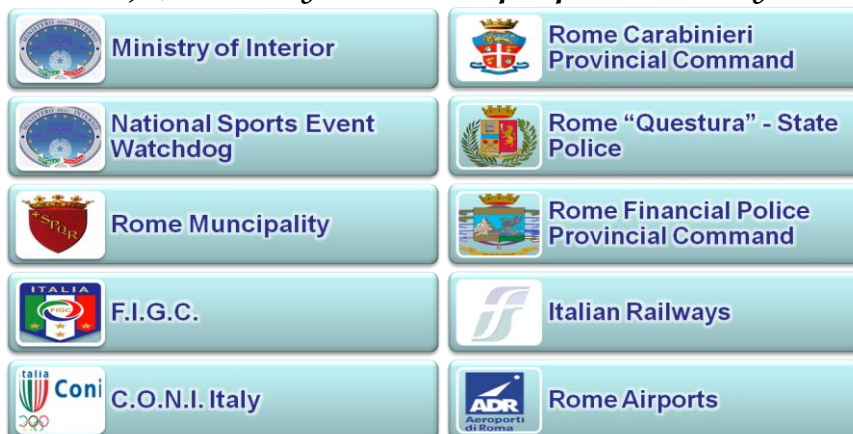 Ministry of Interior
National Sports Event
Watchdog
SPQR
Rome Muncipality
ITALIA
FIGC
F.I.G.C.
italia
Coni
C.O.N.I. Italy
Rome Carabinieri
Provincial Command
Rome “Questura” - State
Police
Rome Financial Police
Provincial Command
Italian Railways
ADR
Aeroporti
di Roma
Rome Airports